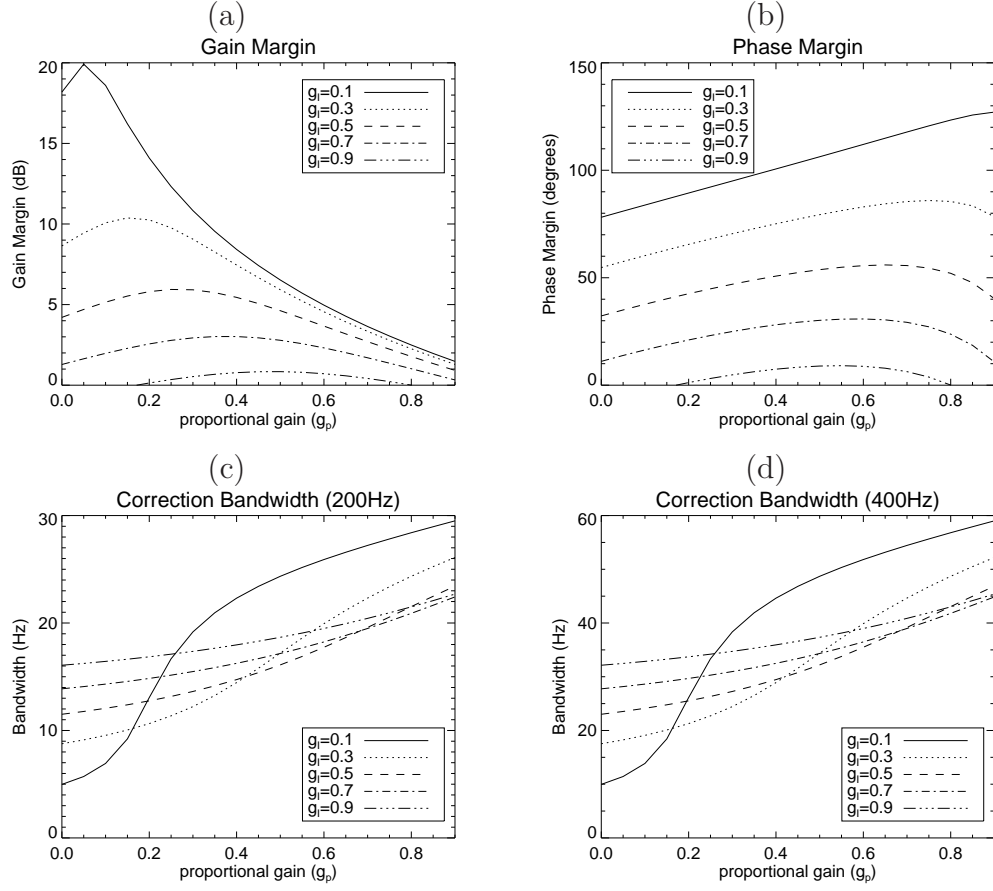 (a)
Gain Margin
20
15
10
5
0
Gain Margin (dB)
g_I=0.1
g_I=0.3
g_I=0.5
g_I=0.7
g_I=0.9
0.0 0.2 0.4 0.6 0.8
proportional gain (g_p)
(b)
Phase Margin
150
100
50
0
Phase Margin (degrees)
g_I=0.1
g_I=0.3
g_I=0.5
g_I=0.7
g_I=0.9
0.0 0.2 0.4 0.6 0.8
proportional gain (g_p)
(c)
Correction Bandwidth (200Hz)
30
20
10
0
Bandwidth (Hz)
g_I=0.1
g_I=0.3
g_I=0.5
g_I=0.7
g_I=0.9
0.0 0.2 0.4 0.6 0.8
proportional gain (g_p)
(d)
Correction Bandwidth (400Hz)
60
40
20
0
Bandwidth (Hz)
g_I=0.1
g_I=0.3
g_I=0.5
g_I=0.7
g_I=0.9
0.0 0.2 0.4 0.6 0.8
proportional gain (g_p)